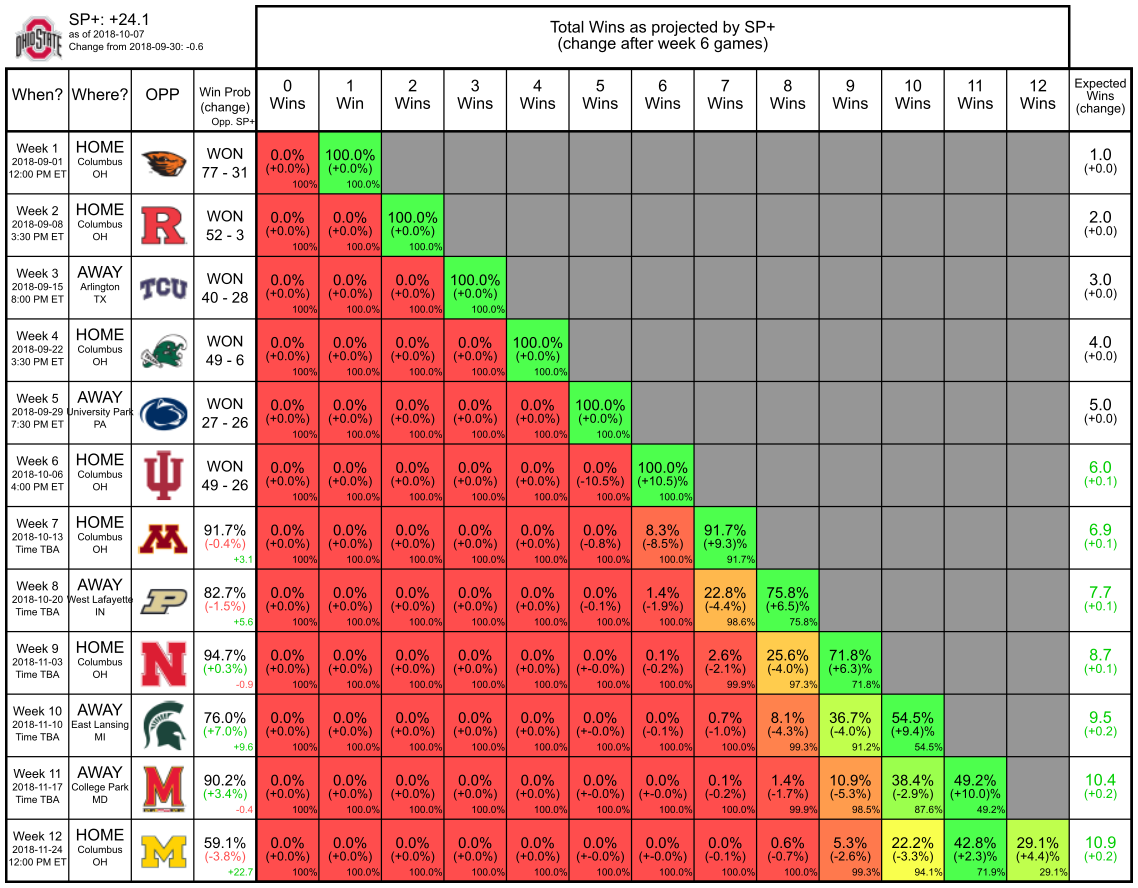 SP+: +24.1
as of 2018-10-07
Change from 2018-09-30: -0.6
OHIO STATE
Total Wins as projected by SP+
(change after week 6 games)
When? Where? OPP Win Prob (change) Opp. SP+ 0 Wins 1 Win 2 Wins 3 Wins 4 Wins 5 Wins 6 Wins 7 Wins 8 Wins 9 Wins 10 Wins 11 Wins 12 Wins Expected Wins (change)
Week 1 HOME WON 0.0% 100.0% 1.0
2018-09-01 Columbus 77 - 31 (+0.0%) (+0.0%) (+0.0)
12:00 PM ET OH 100% 100.0%
Week 2 HOME R WON 0.0% 0.0% 100.0% 2.0
2018-09-08 Columbus 52 - 3 (+0.0%) (+0.0%) (+0.0%) (+0.0)
3:30 PM ET OH 100% 100.0% 100.0%
Week 3 AWAY TCU WON 0.0% 0.0% 0.0% 100.0% 3.0
2018-09-15 Arlington 40 - 28 (+0.0%) (+0.0%) (+0.0%) (+0.0%) (+0.0)
8:00 PM ET TX 100% 100.0% 100.0% 100.0%
Week 4 HOME WON 0.0% 0.0% 0.0% 0.0% 100.0% 4.0
2018-09-22 Columbus 49 - 6 (+0.0%) (+0.0%) (+0.0%) (+0.0%) (+0.0%) (+0.0)
3:30 PM ET OH 100% 100.0% 100.0% 100.0% 100.0%
Week 5 AWAY WON 0.0% 0.0% 0.0% 0.0% 0.0% 100.0% 5.0
2018-09-29 University Park 27 - 26 (+0.0%) (+0.0%) (+0.0%) (+0.0%) (+0.0%) (+0.0%) (+0.0)
7:30 PM ET PA 100% 100.0% 100.0% 100.0% 100.0% 100.0%
Week 6 HOME WON 0.0% 0.0% 0.0% 0.0% 0.0% 0.0% 100.0% 6.0
2018-10-06 Columbus 49 - 26 (+0.0%) (+0.0%) (+0.0%) (+0.0%) (+0.0%) (-10.5%) (+10.5)% (+0.1)
4:00 PM ET OH 100% 100.0% 100.0% 100.0% 100.0% 100.0% 100.0%
Week 7 HOME M 91.7% 0.0% 0.0% 0.0% 0.0% 0.0% 0.0% 8.3% 91.7% 6.9
2018-10-13 Columbus (-0.4%) (+0.0%) (+0.0%) (+0.0%) (+0.0%) (+0.0%) (-0.8%) (-8.5%) (+9.3)% (+0.1)
Time TBA OH +3.1 100% 100.0% 100.0% 100.0% 100.0% 100.0% 100.0% 91.7%
Week 8 AWAY P 82.7% 0.0% 0.0% 0.0% 0.0% 0.0% 0.0% 1.4% 22.8% 75.8% 7.7
2018-10-20 West Lafayette (-1.5%) (+0.0%) (+0.0%) (+0.0%) (+0.0%) (+0.0%) (-0.1%) (-1.9%) (-4.4%) (+6.5)% (+0.1)
Time TBA IN +5.6 100% 100.0% 100.0% 100.0% 100.0% 100.0% 100.0% 98.6% 75.8%
Week 9 HOME N 94.7% 0.0% 0.0% 0.0% 0.0% 0.0% 0.0% 0.1% 2.6% 25.6% 71.8% 8.7
2018-11-03 Columbus (+0.3%) (+0.0%) (+0.0%) (+0.0%) (+0.0%) (+0.0%) (+-0.0%) (-0.2%) (-2.1%) (-4.0%) (+6.3)% (+0.1)
Time TBA OH -0.9 100% 100.0% 100.0% 100.0% 100.0% 100.0% 100.0% 99.9% 97.3% 71.8%
Week 10 AWAY 76.0% 0.0% 0.0% 0.0% 0.0% 0.0% 0.0% 0.0% 0.7% 8.1% 36.7% 54.5% 9.5
2018-11-10 East Lansing (+7.0%) (+0.0%) (+0.0%) (+0.0%) (+0.0%) (+0.0%) (+-0.0%) (-0.1%) (-1.0%) (-4.3%) (-4.0%) (+9.4)% (+0.2)
Time TBA MI +9.6 100% 100.0% 100.0% 100.0% 100.0% 100.0% 100.0% 100.0% 99.3% 91.2% 54.5%
Week 11 AWAY M 90.2% 0.0% 0.0% 0.0% 0.0% 0.0% 0.0% 0.0% 0.1% 1.4% 10.9% 38.4% 49.2% 10.4
2018-11-17 College Park (+3.4%) (+0.0%) (+0.0%) (+0.0%) (+0.0%) (+0.0%) (+-0.0%) (+-0.0%) (-0.2%) (-1.7%) (-5.3%) (-2.9%) (+10.0)% (+0.2)
Time TBA MD -0.4 100% 100.0% 100.0% 100.0% 100.0% 100.0% 100.0% 100.0% 99.9% 98.5% 87.6% 49.2%
Week 12 HOME M 59.1% 0.0% 0.0% 0.0% 0.0% 0.0% 0.0% 0.0% 0.0% 0.6% 5.3% 22.2% 42.8% 29.1% 10.9
2018-11-24 Columbus (-3.8%) (+0.0%) (+0.0%) (+0.0%) (+0.0%) (+0.0%) (+-0.0%) (+-0.0%) (-0.1%) (-0.7%) (-2.6%) (-3.3%) (+2.3)% (+4.4)% (+0.2)
12:00 PM ET OH +22.7 100% 100.0% 100.0% 100.0% 100.0% 100.0% 100.0% 100.0% 100.0% 99.3% 94.1% 71.9% 29.1%